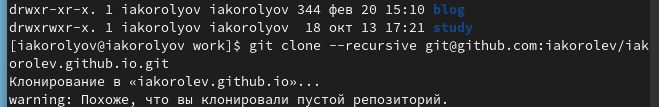 drwxr-xr-x. 1 iakorolyov iakorolyov 344 фев 20 15:10 blog
drwxrwxr-x. 1 iakorolyov iakorolyov  18 окт 13 17:21 study
[iakorolyov@iakorolyov work]$ git clone --recursive git@github.com:iakorolev/iak
orolev.github.io.git
Клонирование в «iakorolev.github.io»...
warning: Похоже, что вы клонировали пустой репозиторий.